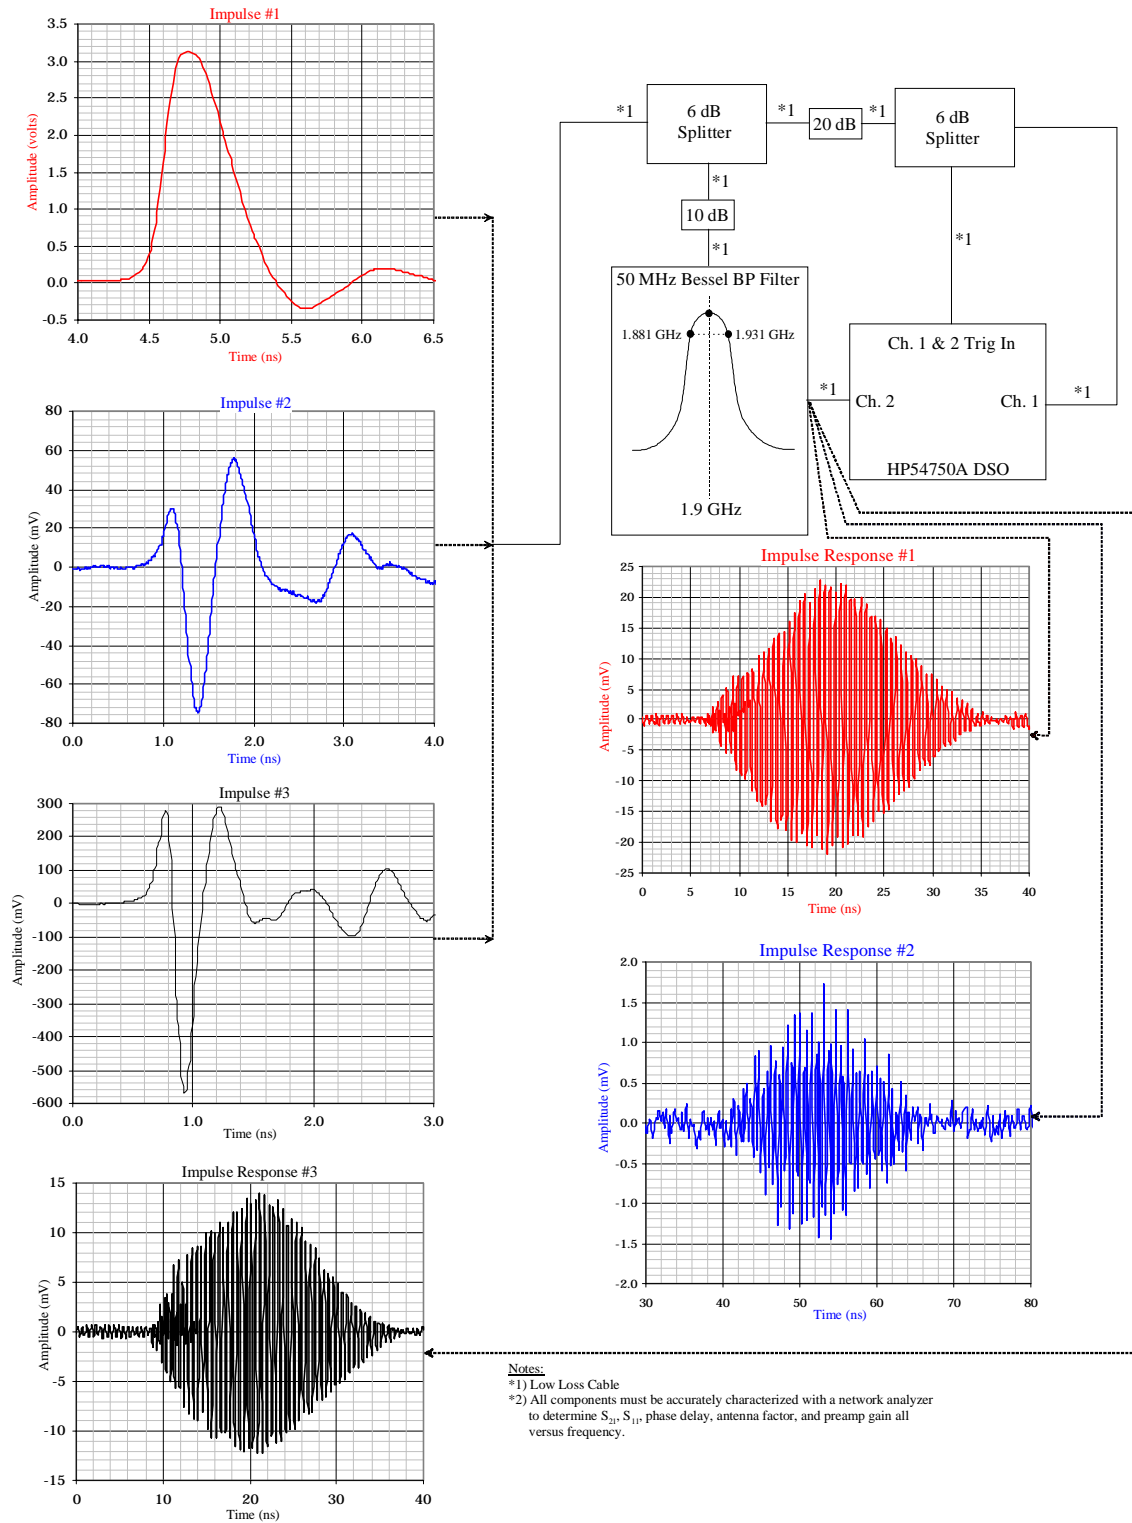 Impulse #1
3.5
3.0
2.5
2.0
1.5
1.0
0.5
0.0
-0.5
Amplitude (volts)
4.0 4.5 5.0 5.5 6.0 6.5
Time (ns)
*1
6 dB
Splitter
*1
20 dB
*1
6 dB
Splitter
*1
10 dB
*1
*1
50 MHz Bessel BP Filter
1.881 GHz
1.931 GHz
1.9 GHz
*1
Ch. 1 & 2 Trig In
Ch. 2
Ch. 1
*1
HP54750A DSO
Impulse #2
80
60
40
20
0
-20
-40
-60
-80
Amplitude (mV)
0.0 1.0 2.0 3.0 4.0
Time (ns)
Impulse Response #1
25
20
15
10
5
0
-5
-10
-15
-20
-25
Amplitude (mV)
0 5 10 15 20 25 30 35 40
Time (ns)
Impulse #3
300
200
100
0
-100
-200
-300
-400
-500
-600
Amplitude (mV)
0.0 1.0 2.0 3.0
Time (ns)
Impulse Response #2
2.0
1.5
1.0
0.5
0.0
-0.5
-1.0
-1.5
-2.0
Amplitude (mV)
30 40 50 60 70 80
Time (ns)
Impulse Response #3
15
10
5
0
-5
-10
-15
Amplitude (mV)
0 10 20 30 40
Time (ns)
Notes:
*1) Low Loss Cable
*2) All components must be accurately characterized with a network analyzer
to determine S21, S11, phase delay, antenna factor, and preamp gain all
versus frequency.